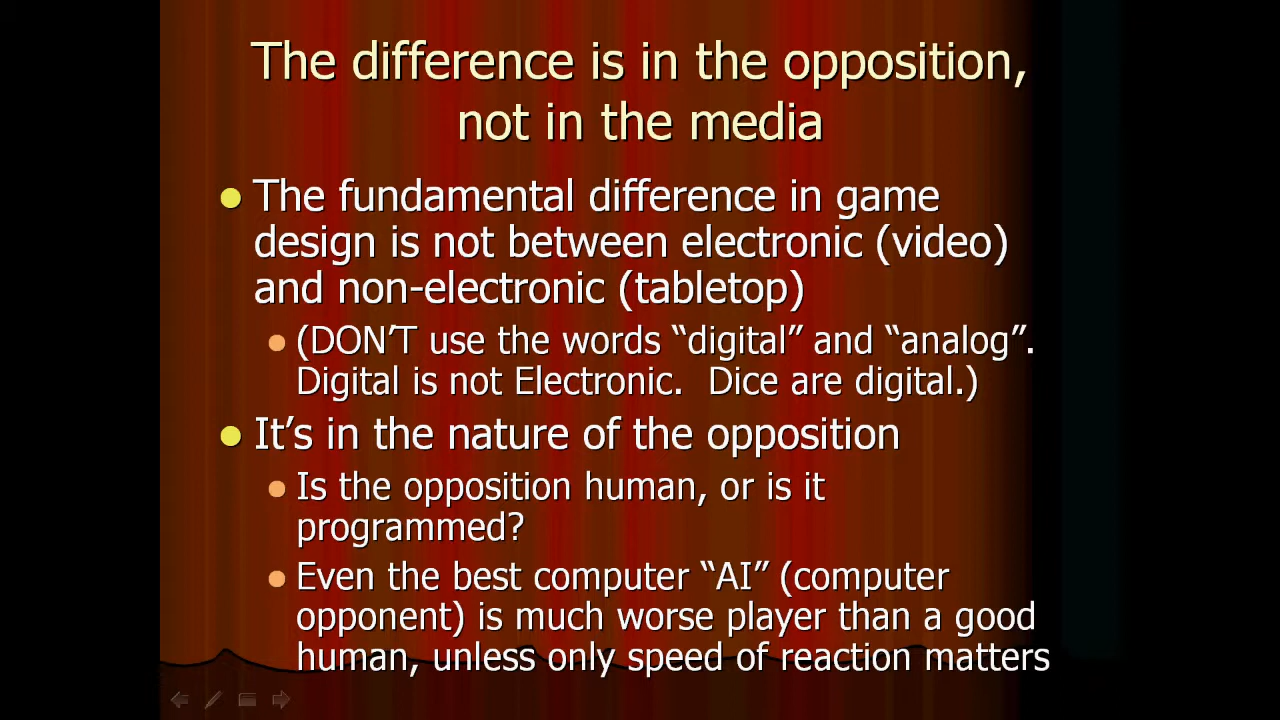 The difference is in the opposition,
not in the media
The fundamental difference in game
design is not between electronic (video)
and non-electronic (tabletop)
(DON’T use the words “digital” and “analog”.
Digital is not Electronic.  Dice are digital.)
It’s in the nature of the opposition
Is the opposition human, or is it
programmed?
Even the best computer “AI” (computer
opponent) is much worse player than a good
human, unless only speed of reaction matters